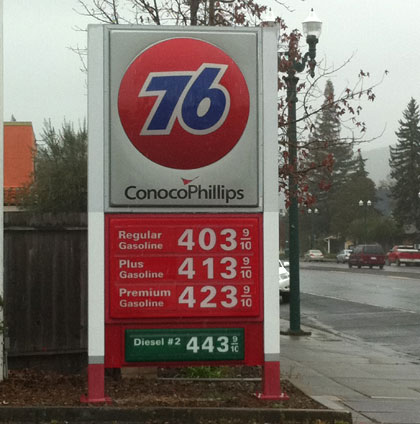 76
ConocoPhillips
Regular Gasoline 403 9/10
Plus Gasoline 413 9/10
Premium Gasoline 423 9/10
Diesel #2 443 9/10